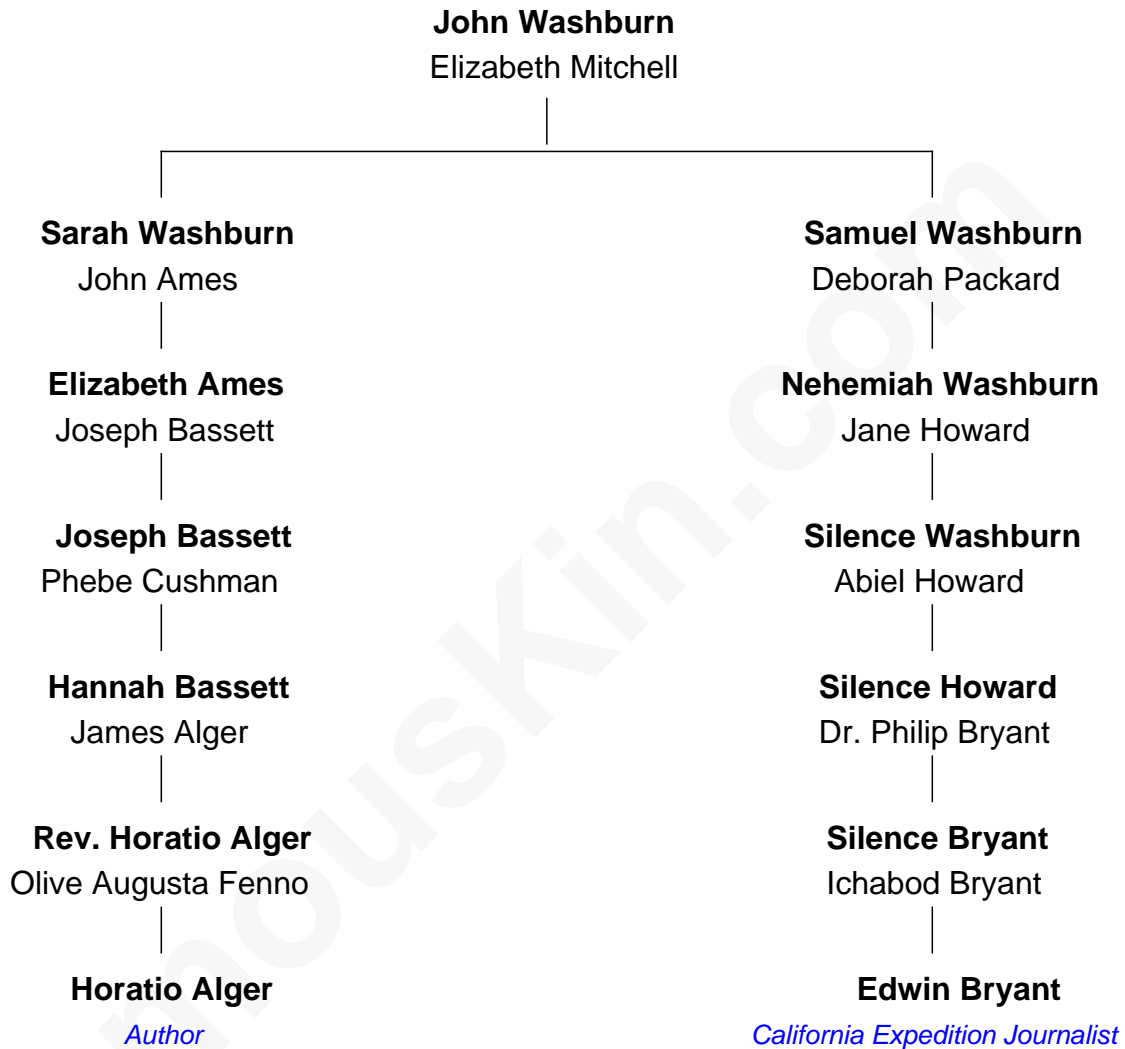 John Washburn
Elizabeth Mitchell
Sarah Washburn
John Ames
Samuel Washburn
Deborah Packard
Elizabeth Ames
Joseph Bassett
Nehemiah Washburn
Jane Howard
Joseph Bassett
Phebe Cushman
Silence Washburn
Abiel Howard
Hannah Bassett
James Alger
Silence Howard
Dr. Philip Bryant
Rev. Horatio Alger
Olive Augusta Fenno
Silence Bryant
Ichabod Bryant
Horatio Alger
Author
Edwin Bryant
California Expedition Journalist
mousKin.com